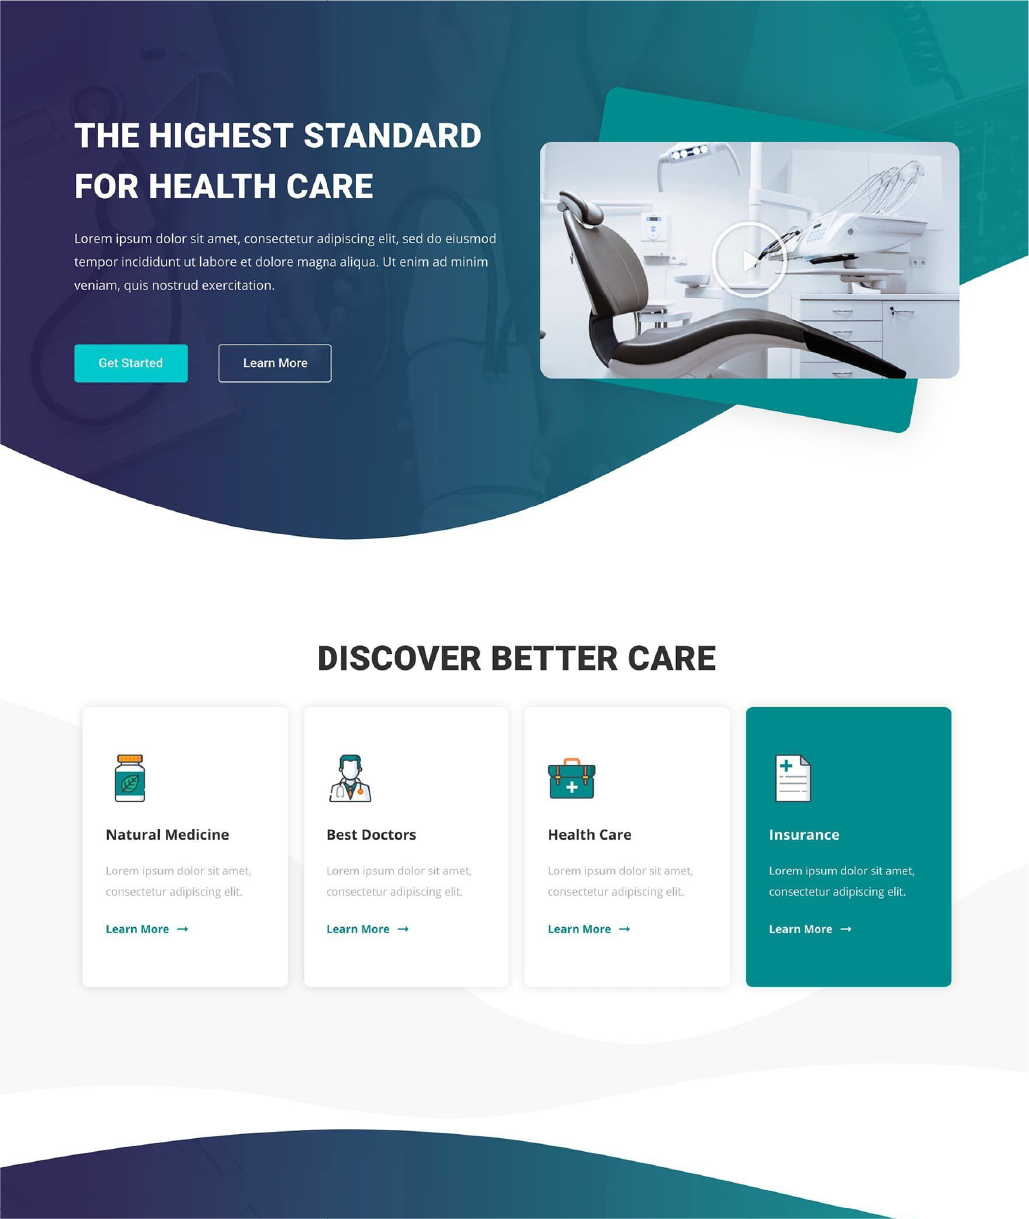 THE HIGHEST STANDARD
FOR HEALTH CARE
Lorem ipsum dolor sit amet, consectetur adipiscing elit, sed do eiusmod
tempor incididunt ut labore et dolore magna aliqua. Ut enim ad minim
veniam, quis nostrud exercitation.
Get Started
Learn More
DISCOVER BETTER CARE
Natural Medicine
Lorem ipsum dolor sit amet,
consectetur adipiscing elit.
Learn More →
Best Doctors
Lorem ipsum dolor sit amet,
consectetur adipiscing elit.
Learn More →
Health Care
Lorem ipsum dolor sit amet,
consectetur adipiscing elit.
Learn More →
Insurance
Lorem ipsum dolor sit amet,
consectetur adipiscing elit.
Learn More →